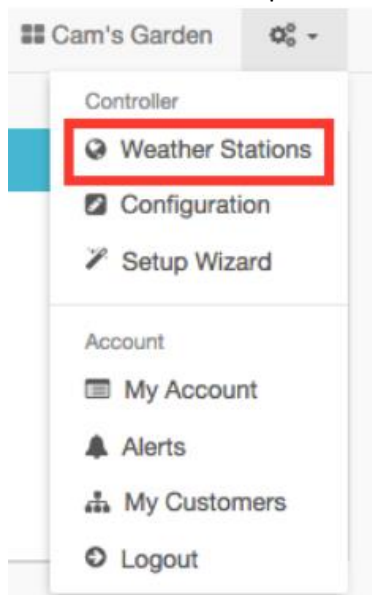 Cam's Garden
Controller
Weather Stations
Configuration
Setup Wizard
Account
My Account
Alerts
My Customers
Logout